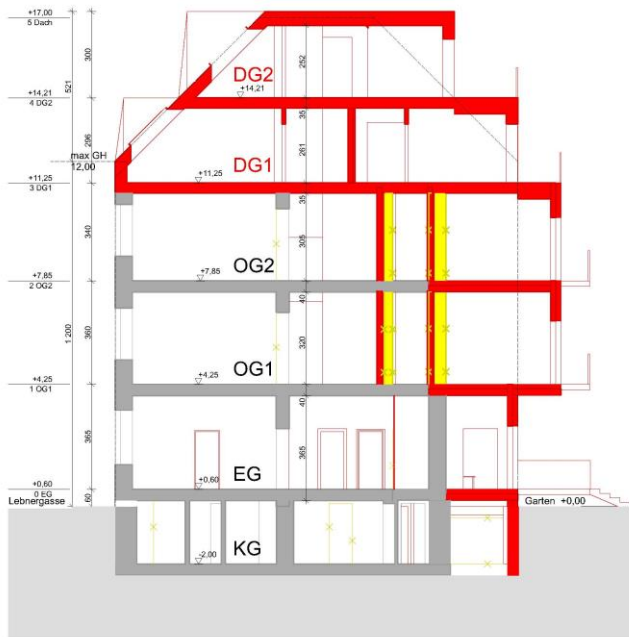 +17,00
5 Dach
300
252
DG2
521
+14,21
4 DG2
+14,21
35
296
261
max GH
12,00
DG1
+11,25
3 DG1
+11,25
35
340
305
OG2
+7,85
2 OG2
+7,85
40
1 200
360
320
OG1
+4,25
1 OG1
+4,25
40
365
365
EG
+0,60
0 EG
+0,60
Lebnergasse
60
Garten +0,00
KG
-2,00